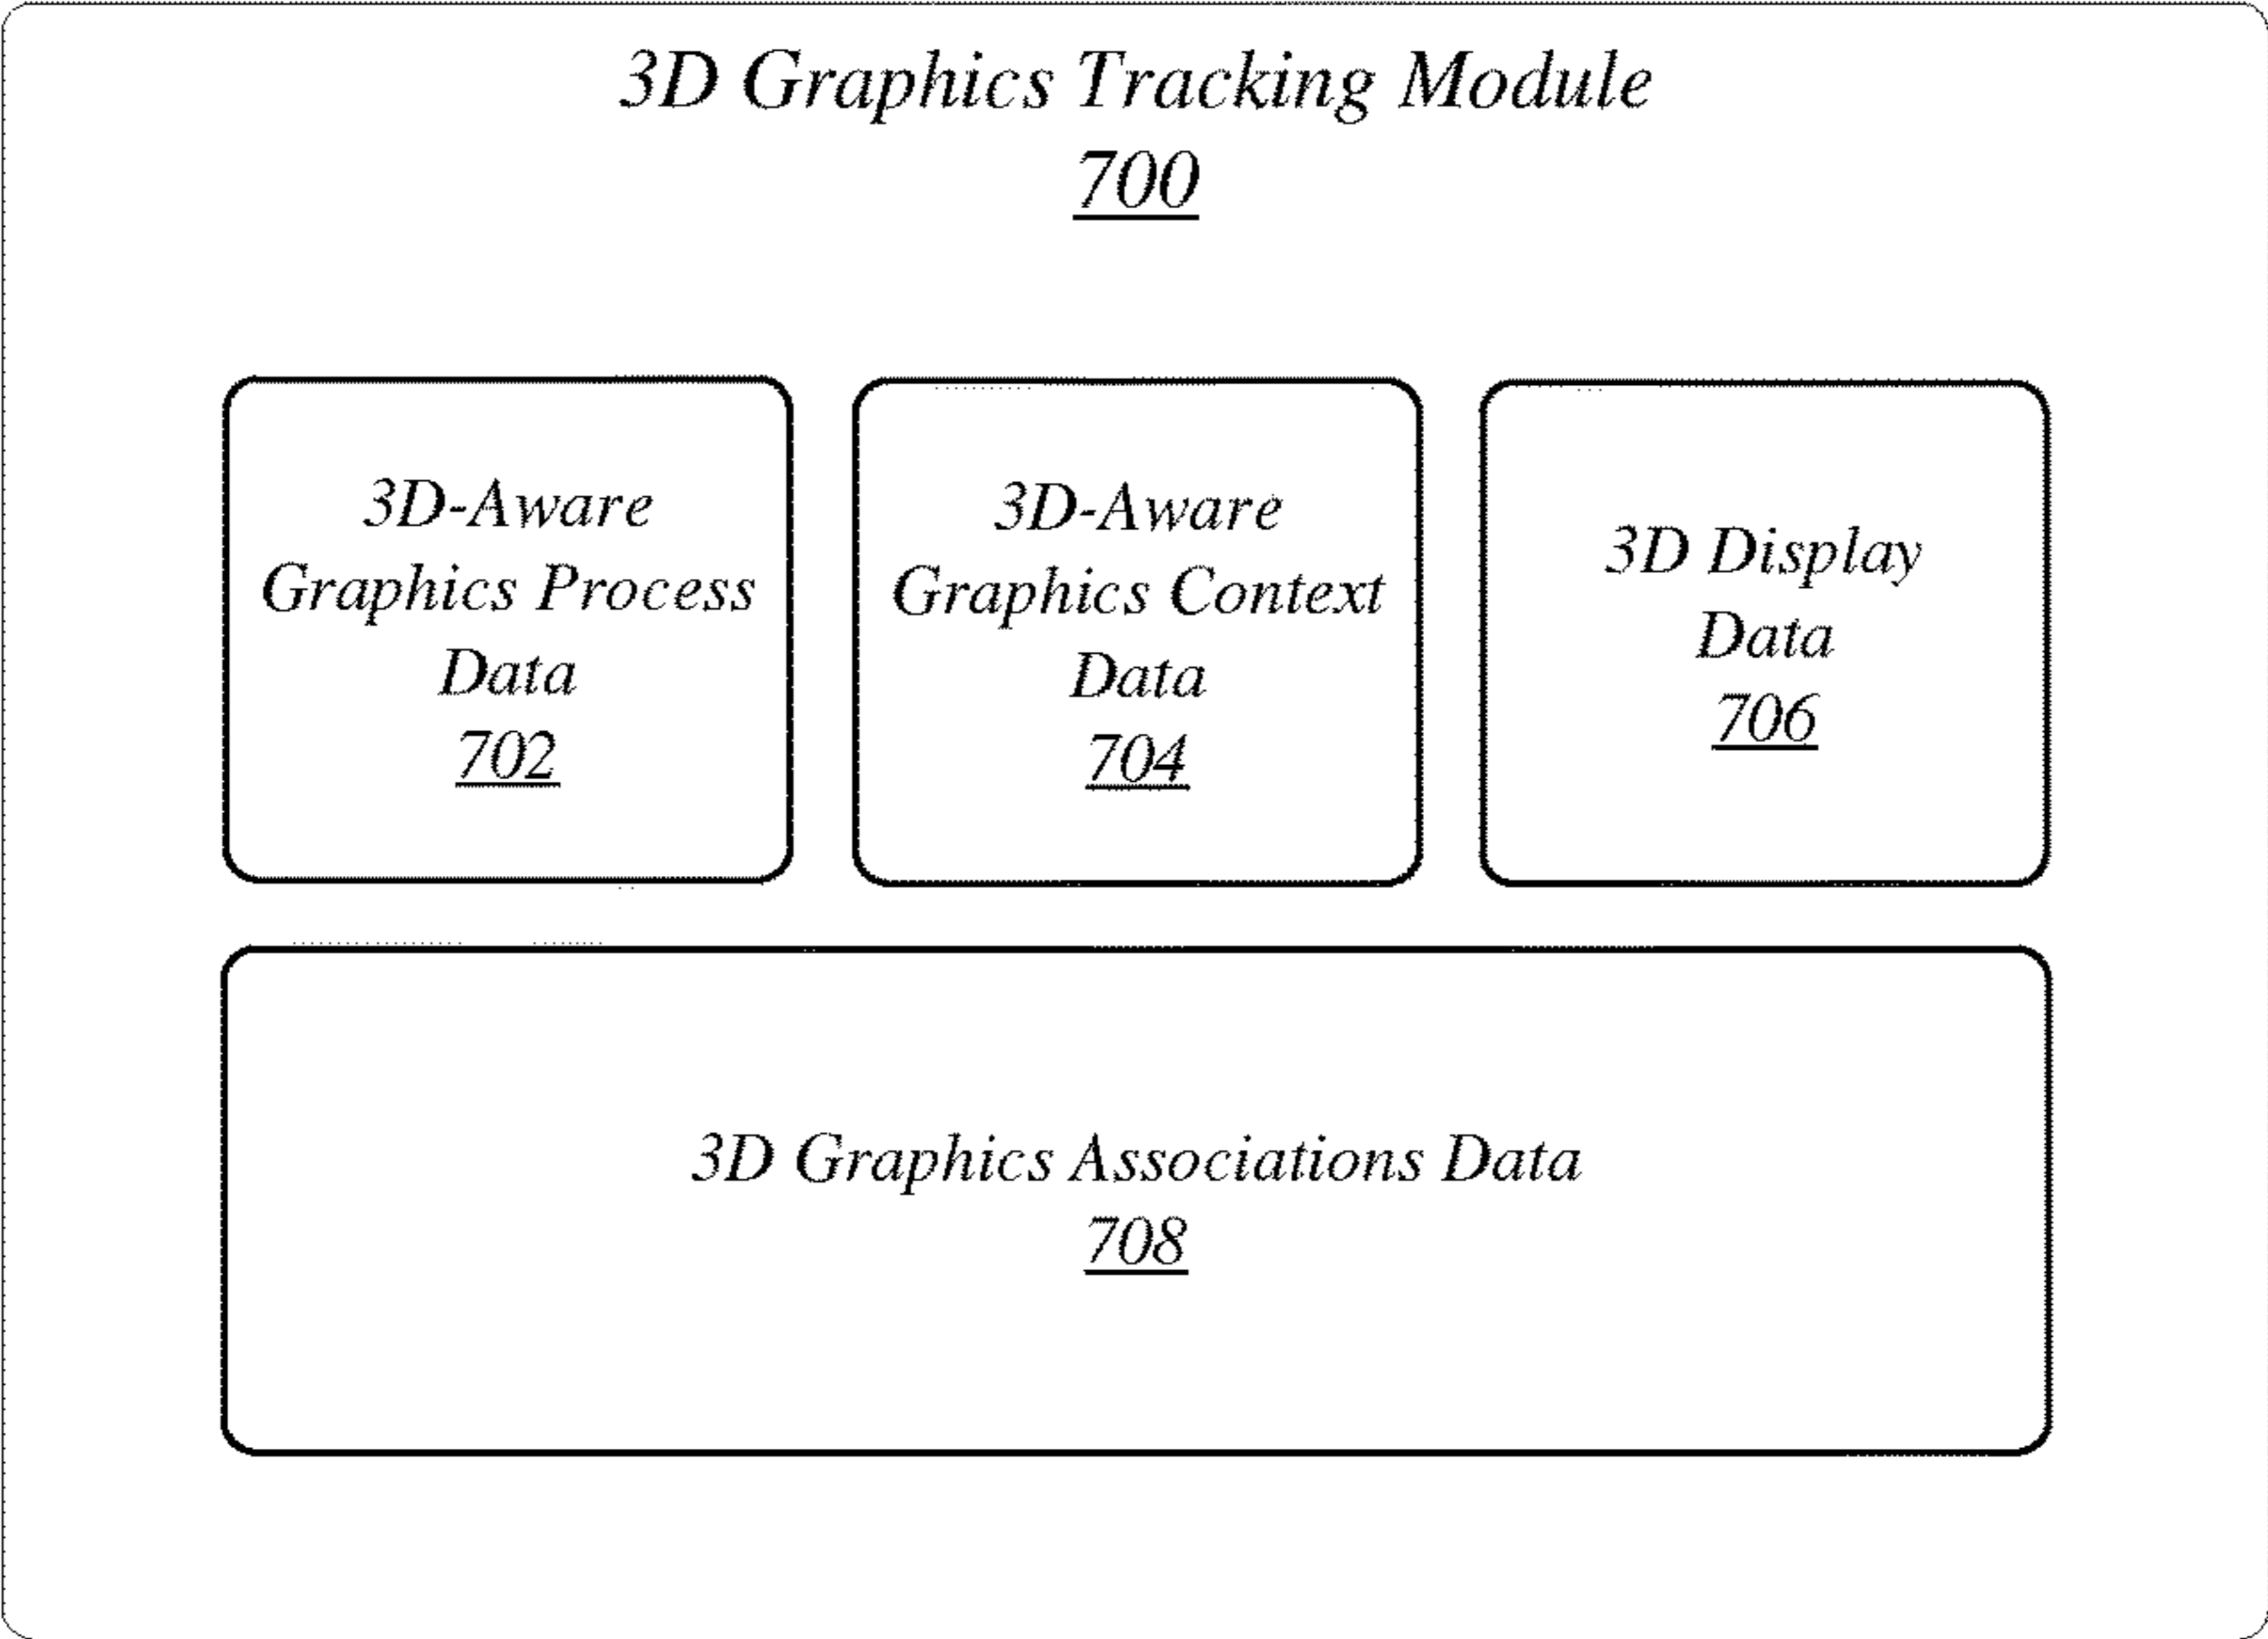 3D Graphics Tracking Module
700
3D-Aware
Graphics Process
Data
702
3D-Aware
Graphics Context
Data
704
3D Display
Data
706
3D Graphics Associations Data
708